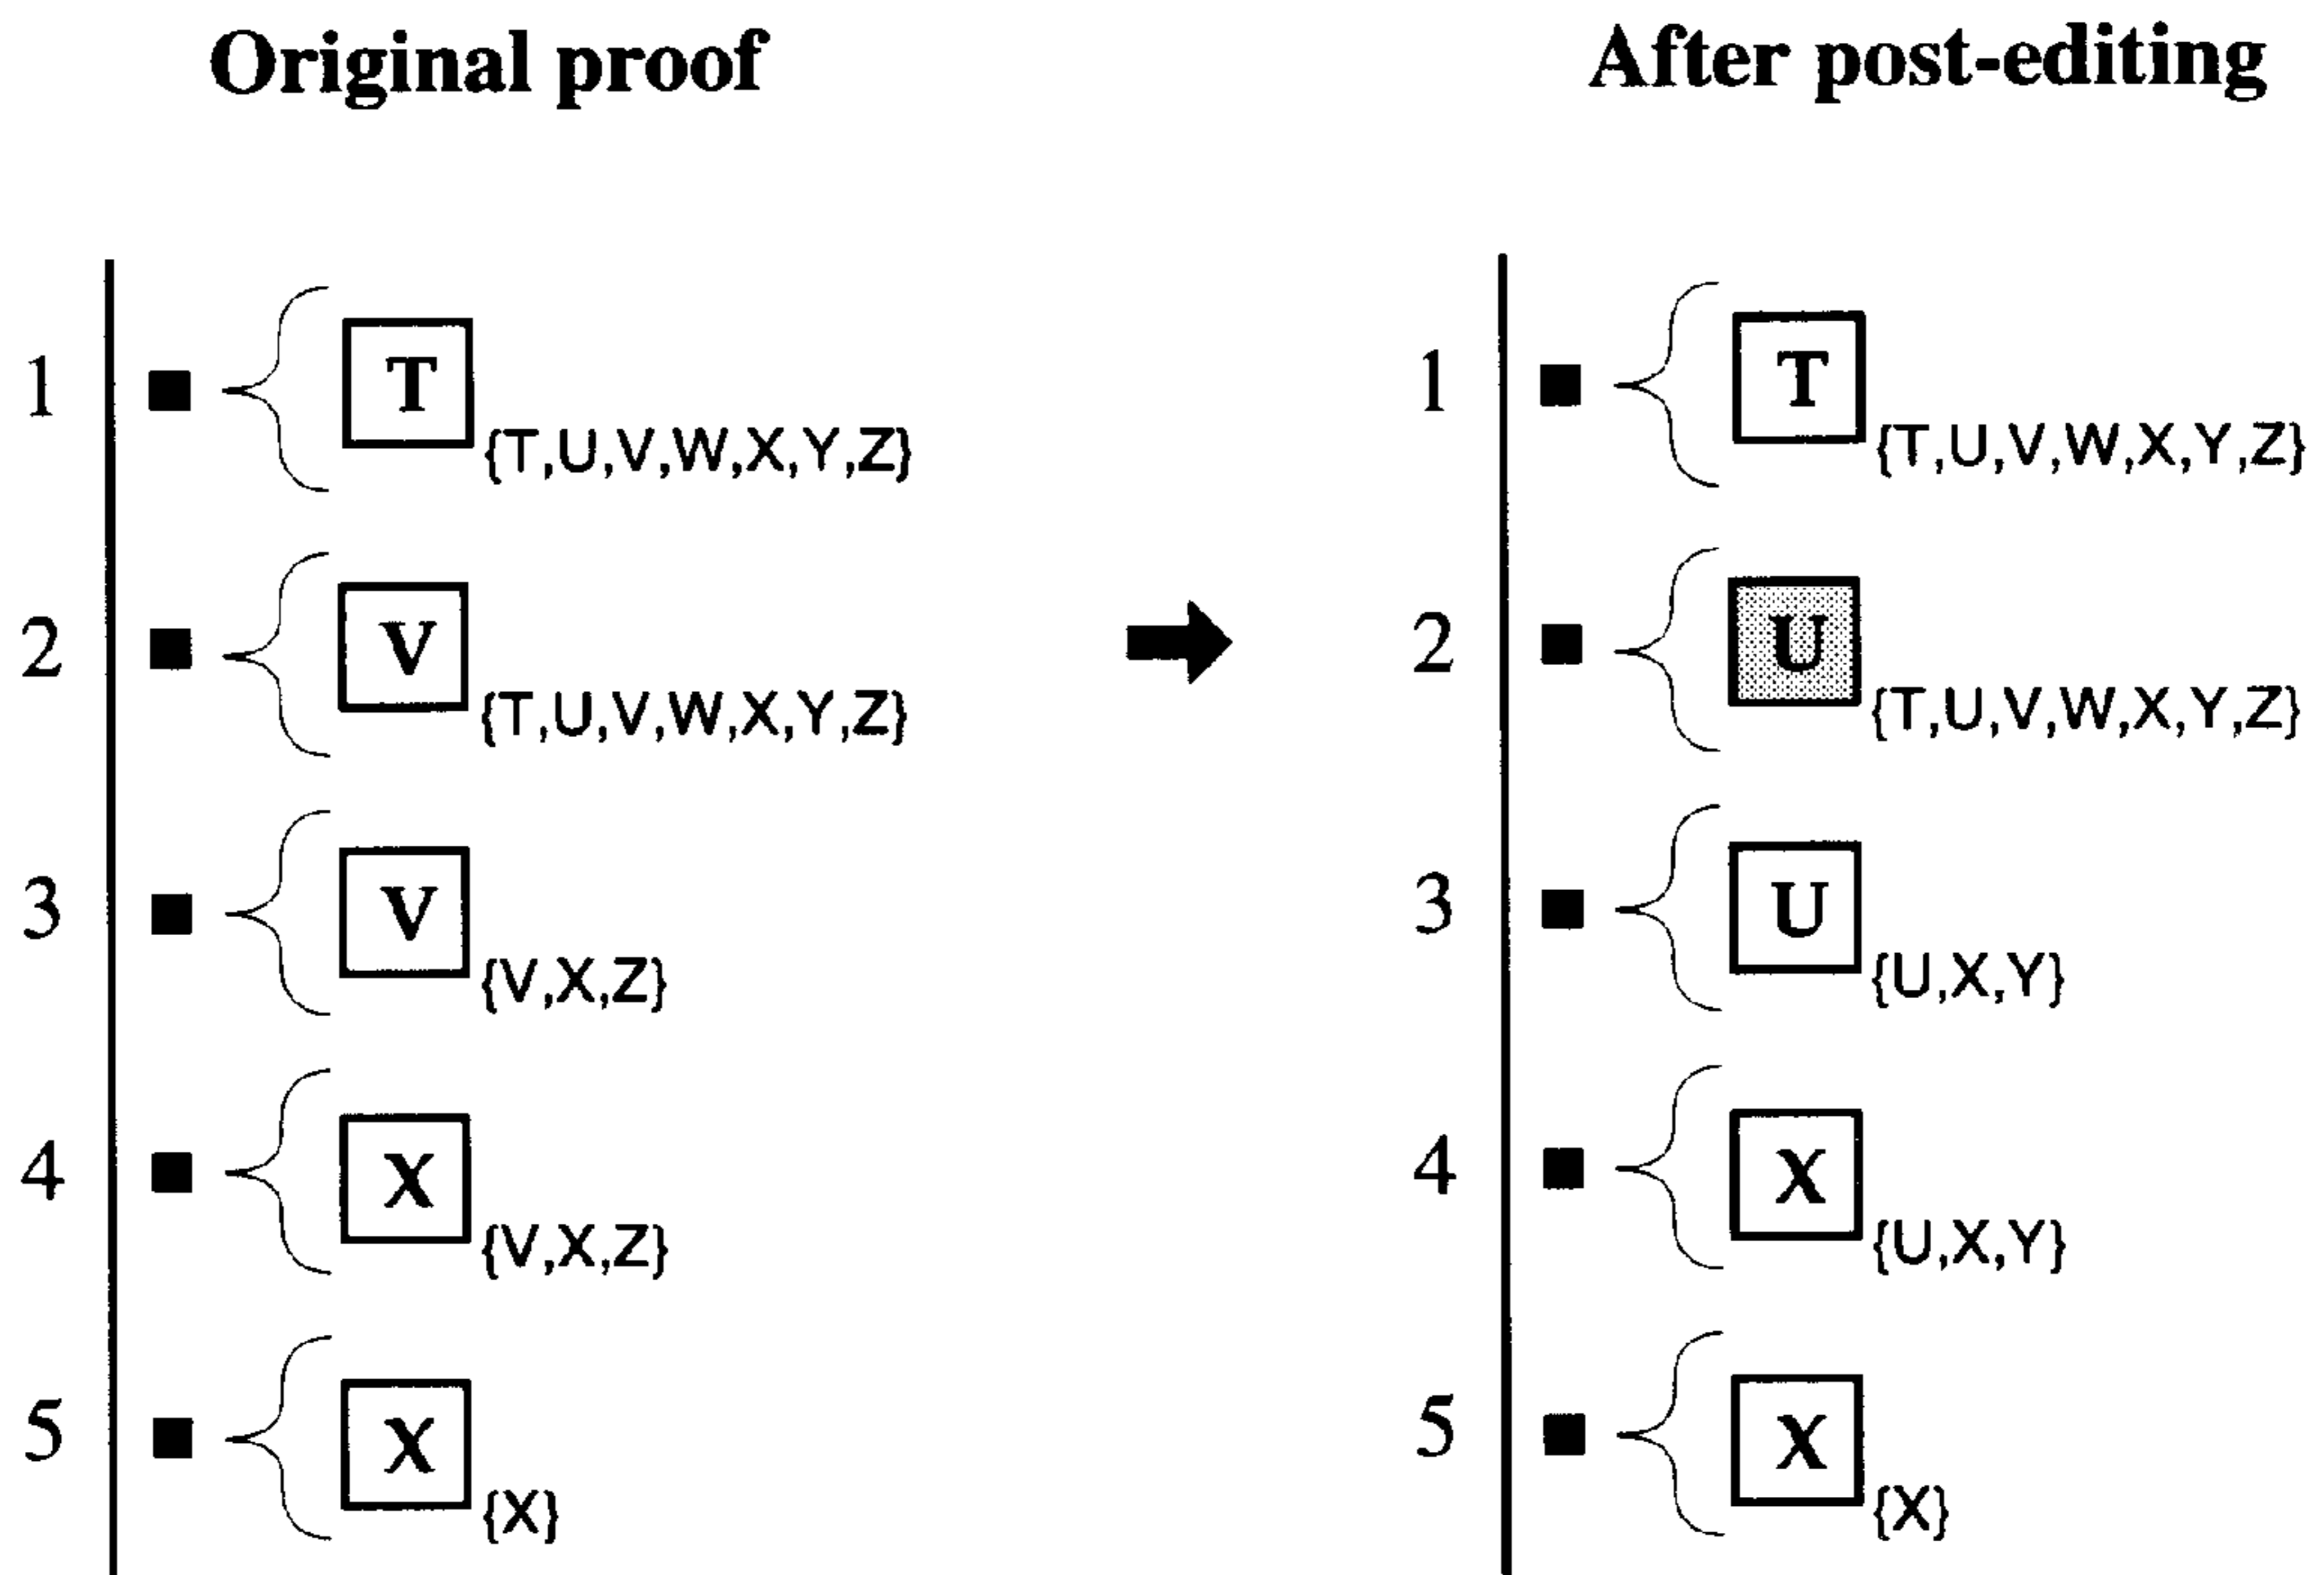 Original proof
After post-editing
1 T {T,U,V,W,X,Y,Z}
2 V {T,U,V,W,X,Y,Z}
3 V {V,X,Z}
4 X {V,X,Z}
5 X {X}
1 T {T,U,V,W,X,Y,Z}
2 U {T,U,V,W,X,Y,Z}
3 U {U,X,Y}
4 X {U,X,Y}
5 X {X}